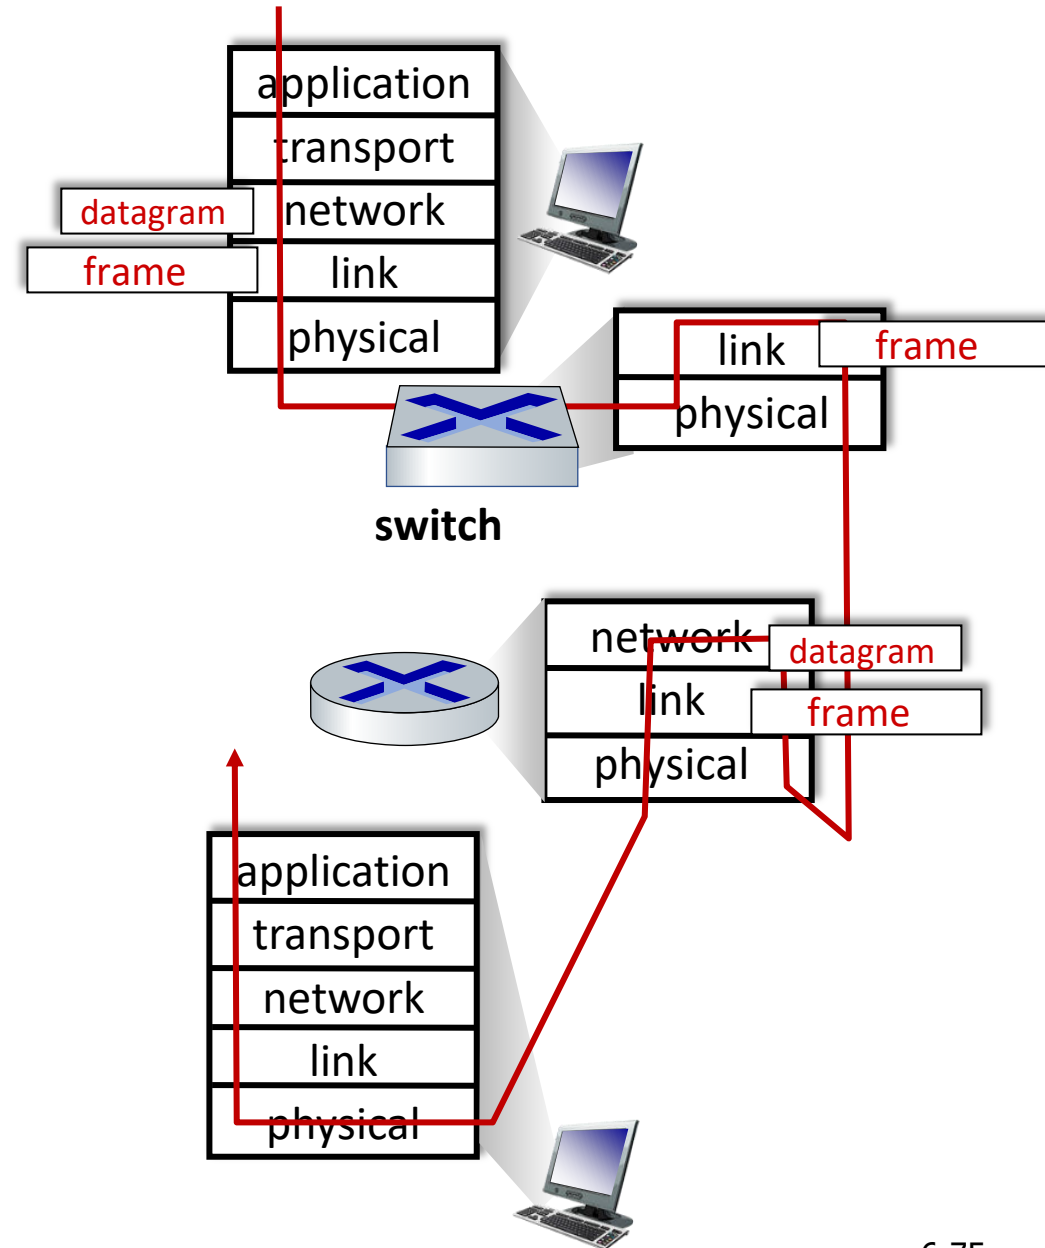 application
transport
datagram
network
frame
link
physical
link
frame
physical
switch
network
datagram
link
frame
physical
application
transport
network
link
physical